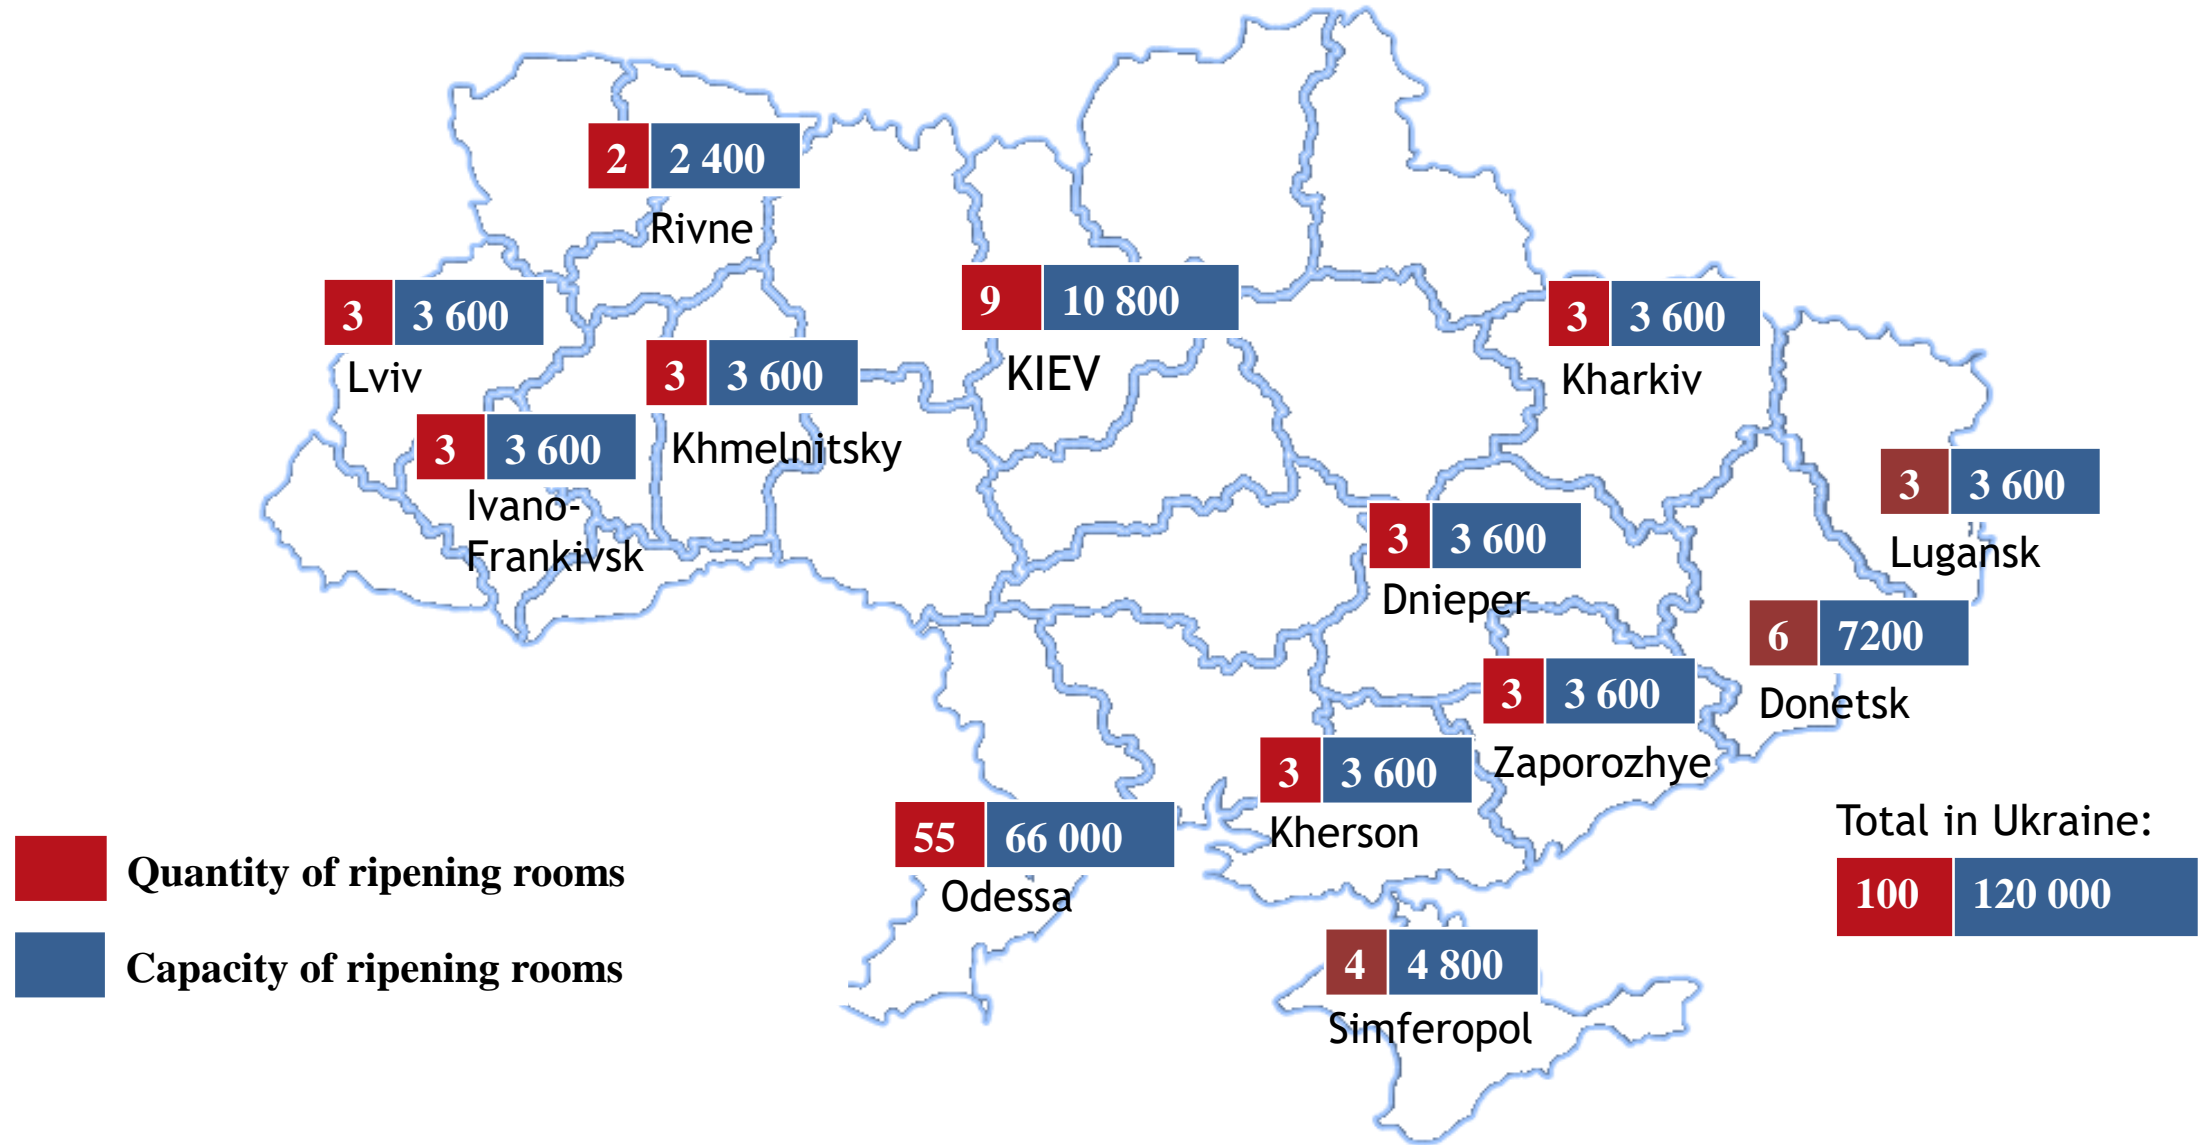 2 2 400
Rivne
3 3 600
Lviv
9 10 800
KIEV
3 3 600
Kharkiv
3 3 600
Khmelnitsky
3 3 600
Ivano-
Frankivsk
3 3 600
Lugansk
3 3 600
Dnieper
6 7200
Donetsk
3 3 600
Zaporozhye
3 3 600
Kherson
55 66 000
Odessa
4 4 800
Simferopol
Total in Ukraine:
100 120 000
Quantity of ripening rooms
Capacity of ripening rooms